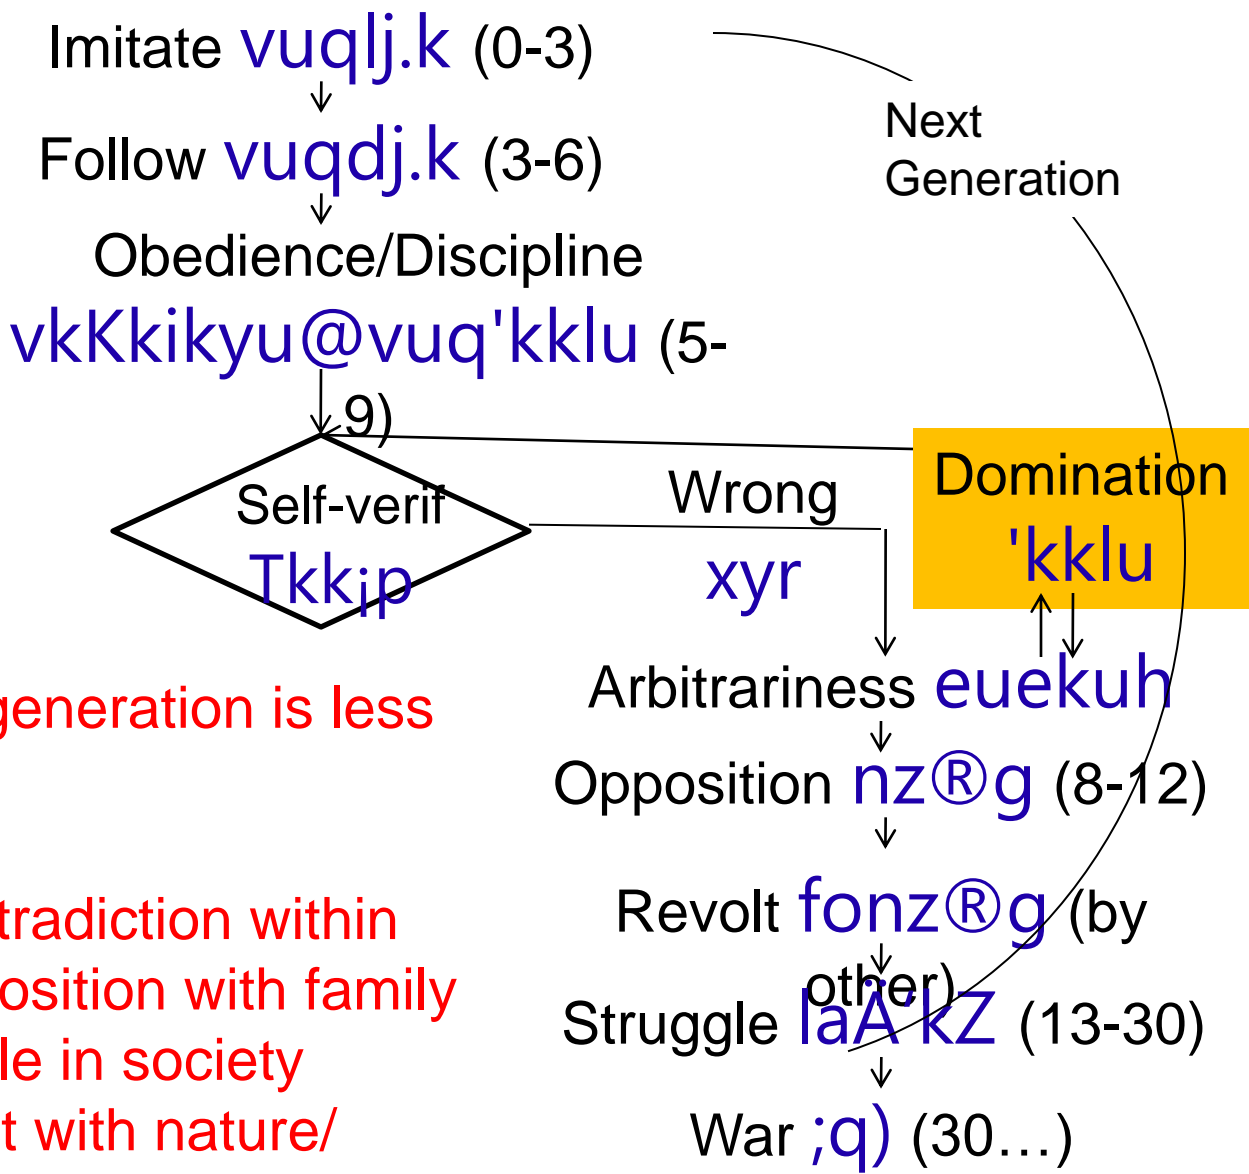 Imitate vuqlj.k (0-3)
Next
Generation
Follow vuqdj.k (3-6)
Obedience/Discipline
vkKkikyu@vuq'kklu (5-
9)
Self-verif
Tkk¡p
Wrong
xyr
Domination
'kklu
Arbitrariness euekuh
generation is less
Opposition nz®g (8-12)
tradiction within
Revolt fonz®g (by
other)
osition with family
Struggle laÄ'kZ (13-30)
le in society
t with nature/
War ;q) (30…)